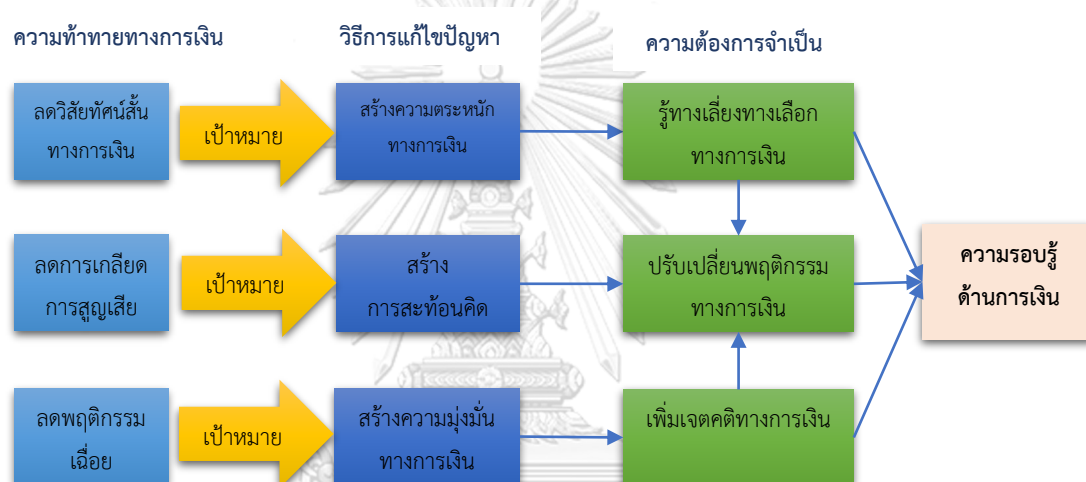 ความท้าทายทางการเงิน
วิธีการแก้ไขปัญหา
ความต้องการจำเป็น
ลดวิสัยทัศน์สั้น
ทางการเงิน
เป้าหมาย
สร้างความตระหนัก
ทางการเงิน
รู้ทางเลี่ยงทางเลือก
ทางการเงิน
ลดการเกลียด
การสูญเสีย
เป้าหมาย
สร้าง
การสะท้อนคิด
ปรับเปลี่ยนพฤติกรรม
ทางการเงิน
ความรอบรู้
ด้านการเงิน
ลดพฤติกรรม
เฉื่อย
เป้าหมาย
สร้างความมุ่งมั่น
ทางการเงิน
เพิ่มเจตคติทางการเงิน